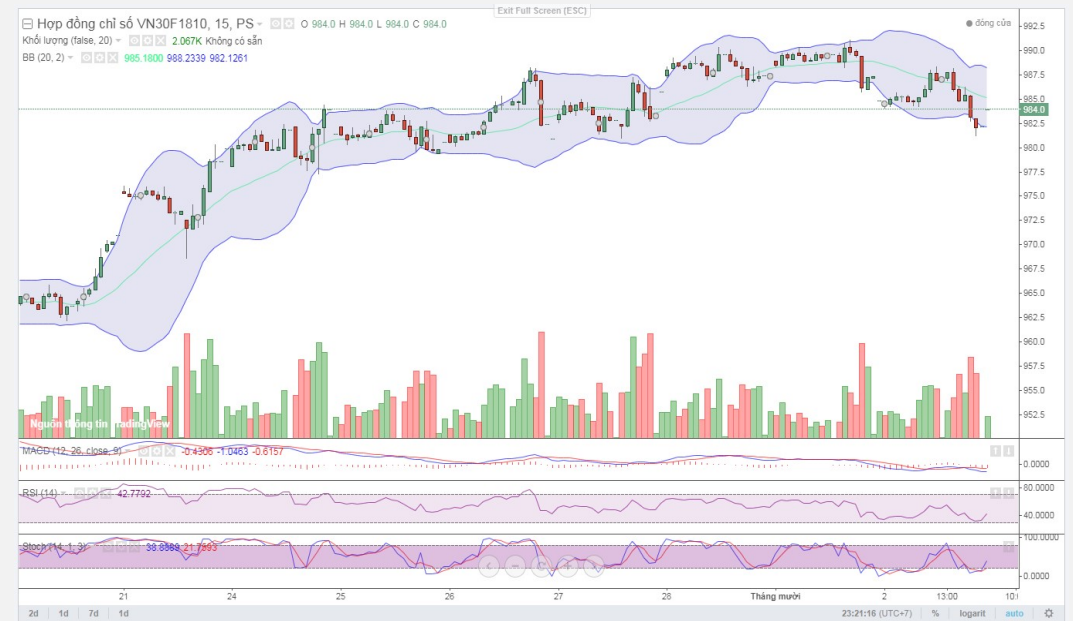 Exit Full Screen (ESC)
Hợp đồng chỉ số VN30F1810, 15, PS O 984.0 H 984.0 L 984.0 C 984.0
đóng cửa
Khối lượng (false, 20) 2.067K Không có sẵn
BB (20, 2) 985.1800 988.2339 982.1261
992.5
990.0
987.5
985.0
984.0
982.5
980.0
977.5
975.0
972.5
970.0
967.5
965.0
962.5
960.0
957.5
955.0
952.5
Nguồn thông tin TradingView
MACD (12, 26, close, 9) -0.4306 -1.0463 -0.6157
0.0000
RSI (14) 42.7792
80.0000
40.0000
Stoch (14, 1, 3) 38.8889 21.7593
100.0000
0.0000
21 24 25 26 27 28 Tháng mười 2 13:00 10:
2d 1d 7d 1d 23:21:16 (UTC+7) % logarit auto